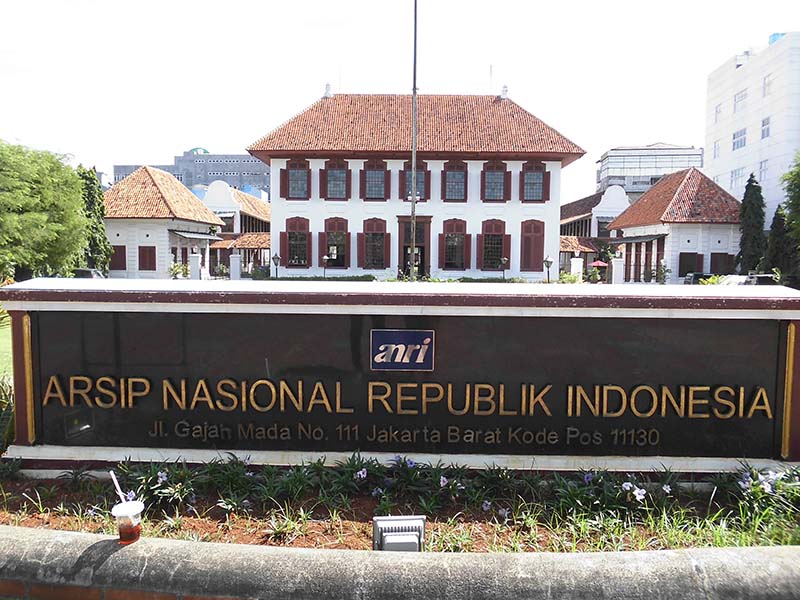 anri
ARSIP NASIONAL REPUBLIK INDONESIA
Jl. Gajah Mada No. 111 Jakarta Barat Kode Pos 11130